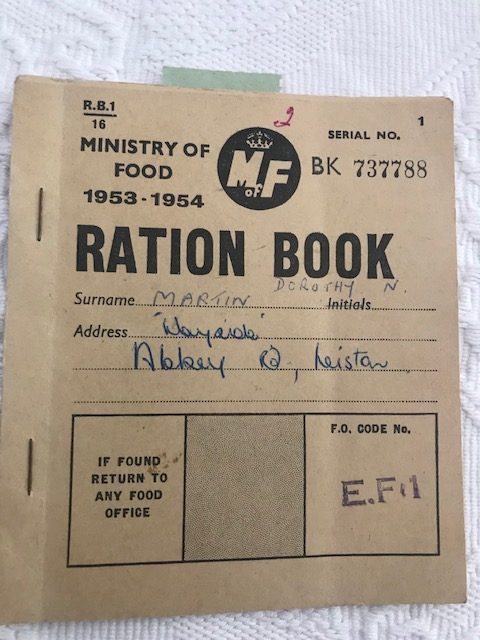 R.B.1
16
2
1
MINISTRY OF
FOOD
1953-1954
M OF F
SERIAL NO.
BK 737788
RATION BOOK
DOROTHY N.
Surname MARTIN Initials
Address "Wayside"
Abbey Rd, Leiston
IF FOUND
RETURN TO
ANY FOOD
OFFICE
F.O. CODE No.
E.F.1